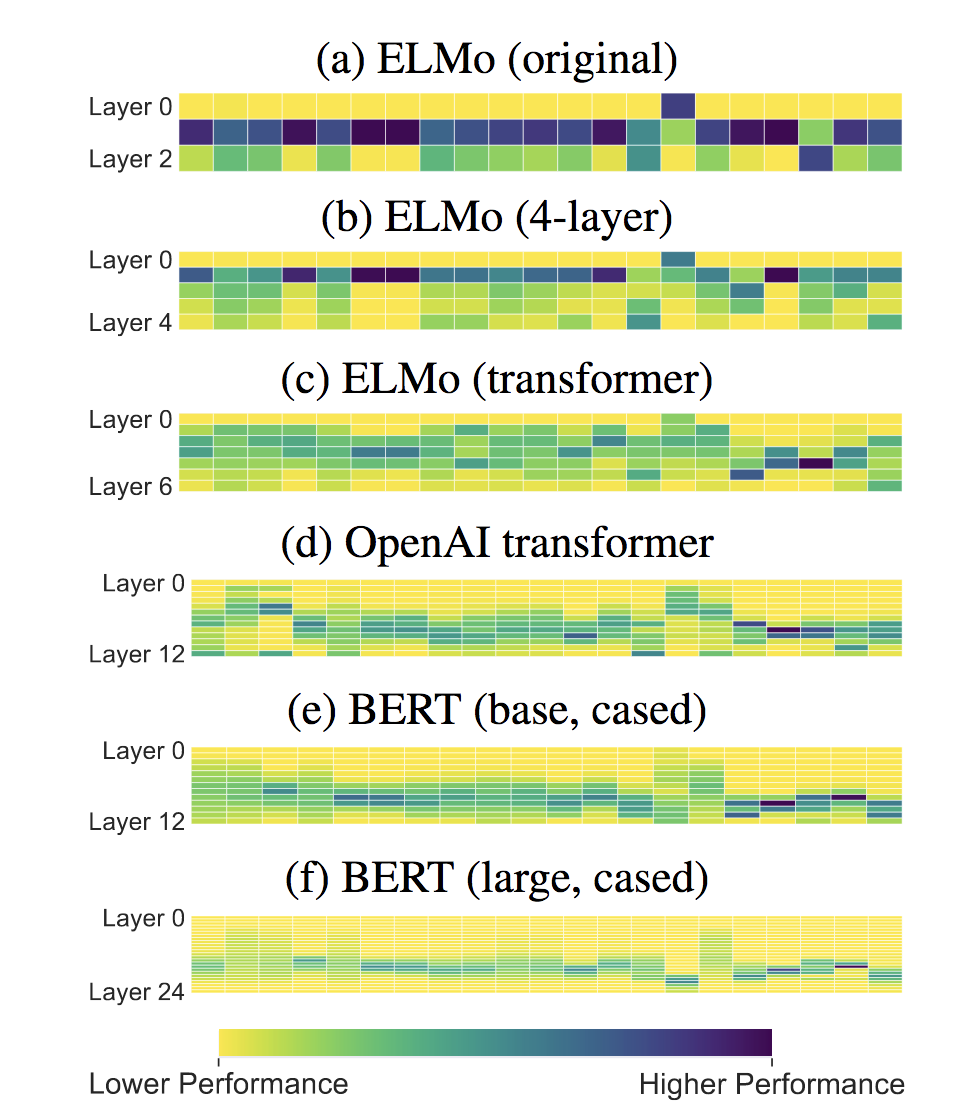 (a) ELMo (original)
Layer 0
Layer 2
(b) ELMo (4-layer)
Layer 0
Layer 4
(c) ELMo (transformer)
Layer 0
Layer 6
(d) OpenAI transformer
Layer 0
Layer 12
(e) BERT (base, cased)
Layer 0
Layer 12
(f) BERT (large, cased)
Layer 0
Layer 24
Lower Performance
Higher Performance